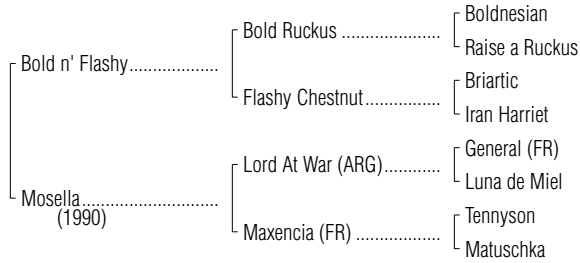 Boldnesian
Bold Ruckus ..................
Raise a Ruckus
Bold n' Flashy..................
Briartic
Flashy Chestnut..............
Iran Harriet
General (FR)
Lord At War (ARG)............
Luna de Miel
Mosella...........................
(1990)
Tennyson
Maxencia (FR) .................
Matuschka